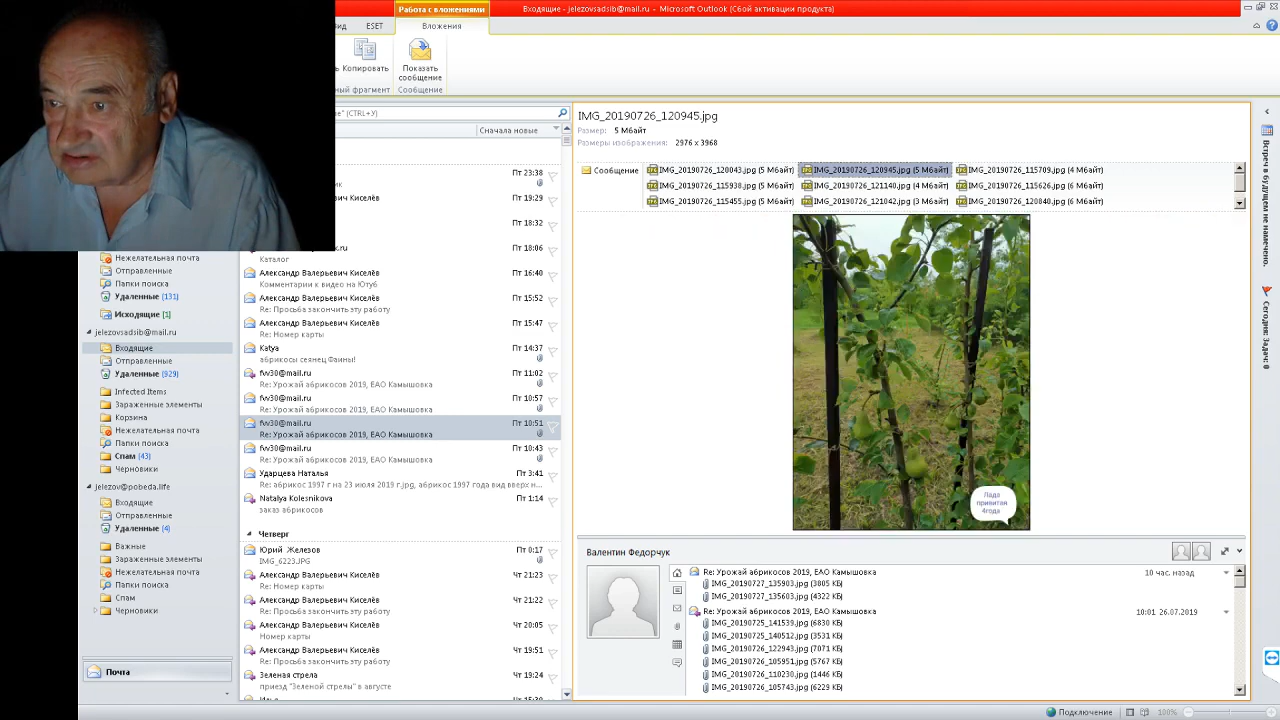 Работа с вложениями
Входящие - jelezovsadsib@mail.ru - Microsoft Outlook (Сбой активации продукта)
ESET
Вложения
Копировать
Показать
сообщение
Сообщение
(CTRL+У)
Сначала новые
Пт 23:38
Александр Валерьевич Киселёв
Пт 19:29
Пт 18:32
Пт 18:06
Каталог
Александр Валерьевич Киселёв
Пт 16:40
Комментарии к видео на Ютуб
Александр Валерьевич Киселёв
Пт 15:52
Re: Просьба закончить эту работу
Александр Валерьевич Киселёв
Пт 15:47
Re: Номер карты
Katya
Пт 14:37
абрикосы сеянец Фаины!
fvv30@mail.ru
Пт 11:02
Re: Урожай абрикосов 2019, ЕАО Камышовка
fvv30@mail.ru
Пт 10:57
Re: Урожай абрикосов 2019, ЕАО Камышовка
fvv30@mail.ru
Пт 10:51
Re: Урожай абрикосов 2019, ЕАО Камышовка
fvv30@mail.ru
Пт 10:43
Re: Урожай абрикосов 2019, ЕАО Камышовка
Ударцева Наталья
Пт 3:41
Re: абрикос 1997 г на 23 июля 2019 г.jpg, абрикос 1997 года вид вверх н
Natalya Kolesnikova
Пт 1:14
заказ абрикосов
Четверг
Юрий Железов
Пт 0:17
IMG_6223.JPG
Александр Валерьевич Киселёв
Чт 21:23
Re: Номер карты
Александр Валерьевич Киселёв
Чт 21:22
Re: Просьба закончить эту работу
Александр Валерьевич Киселёв
Чт 20:05
Номер карты
Александр Валерьевич Киселёв
Чт 19:51
Re: Просьба закончить эту работу
Зеленая стрела
Чт 19:24
приезд "Зеленой стрелы" в августе
Нежелательная почта
Отправленные
Папки поиска
Удаленные (131)
Исходящие [1]
jelezovsadsib@mail.ru
Входящие
Отправленные
Удаленные (929)
Infected Items
Зараженные элементы
Корзина
Нежелательная почта
Папки поиска
Спам (43)
Черновики
jelezov@pobeda.life
Входящие
Отправленные
Удаленные (4)
Важные
Зараженные элементы
Нежелательная почта
Папки поиска
Спам
Черновики
Почта
IMG_20190726_120945.jpg
Размер: 5 Мбайт
Размеры изображения: 2976 x 3968
Сообщение
IMG_20190726_120043.jpg (5 Мбайт)
IMG_20190726_120945.jpg (5 Мбайт)
IMG_20190726_115709.jpg (4 Мбайт)
IMG_20190726_115938.jpg (5 Мбайт)
IMG_20190726_121140.jpg (4 Мбайт)
IMG_20190726_115626.jpg (6 Мбайт)
IMG_20190726_115455.jpg (5 Мбайт)
IMG_20190726_121042.jpg (3 Мбайт)
IMG_20190726_120840.jpg (6 Мбайт)
Лада
привитая
4года
Валентин Федорчук
Re: Урожай абрикосов 2019, ЕАО Камышовка
10 час. назад
IMG_20190727_135903.jpg (3805 КБ)
IMG_20190727_135603.jpg (4322 КБ)
Re: Урожай абрикосов 2019, ЕАО Камышовка
10:01 26.07.2019
IMG_20190725_141539.jpg (6830 КБ)
IMG_20190725_140512.jpg (3531 КБ)
IMG_20190726_122943.jpg (7071 КБ)
IMG_20190726_105951.jpg (5767 КБ)
IMG_20190726_110230.jpg (1446 КБ)
IMG_20190726_105743.jpg (6229 КБ)
Встреч в будущем не намечено.
Сегодня: Задач: 0
Подключение
100%